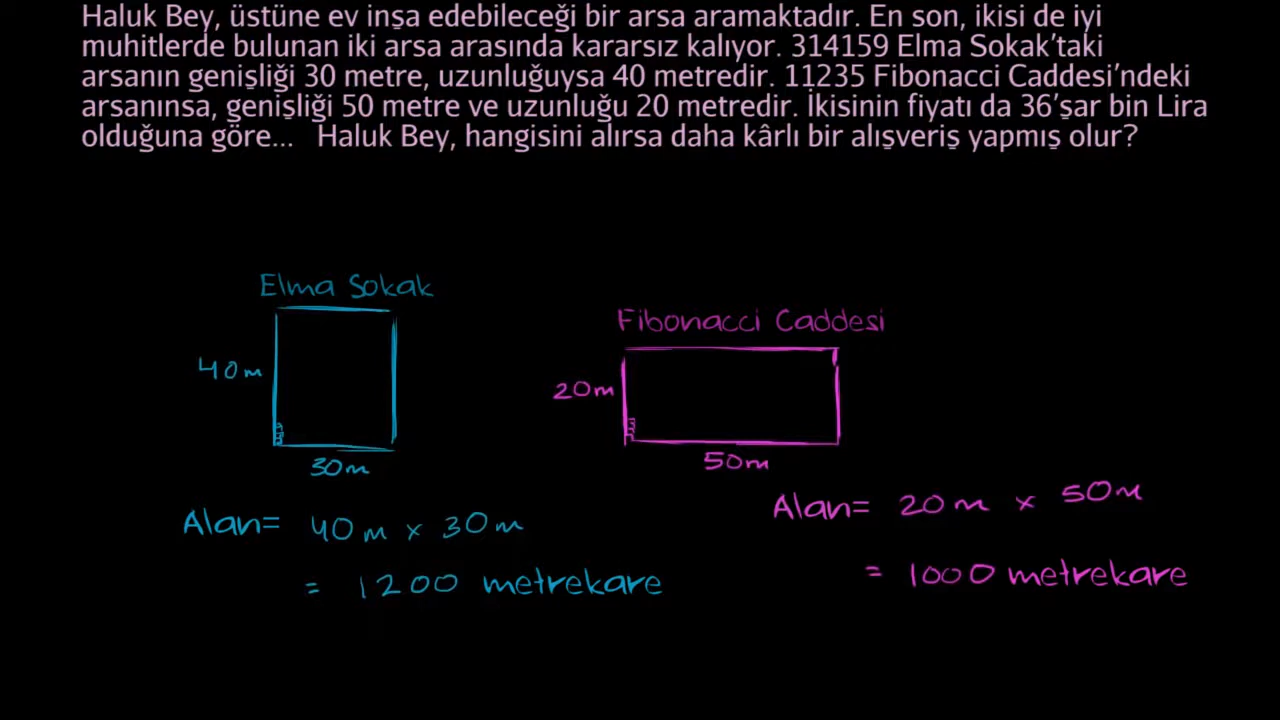 Haluk Bey, üstüne ev inşa edebileceği bir arsa aramaktadır. En son, ikisi de iyi
muhitlerde bulunan iki arsa arasında kararsız kalıyor. 314159 Elma Sokak'taki
arsanın genişliği 30 metre, uzunluğuysa 40 metredir. 11235 Fibonacci Caddesi'ndeki
arsanınsa, genişliği 50 metre ve uzunluğu 20 metredir. İkisinin fiyatı da 36'şar bin Lira
olduğuna göre... Haluk Bey, hangisini alırsa daha kârlı bir alışveriş yapmış olur?
Elma Sokak
40m
30m
Alan= 40m x 30m
= 1200 metrekare
Fibonacci Caddesi
20m
50m
Alan= 20m x 50m
= 1000 metrekare